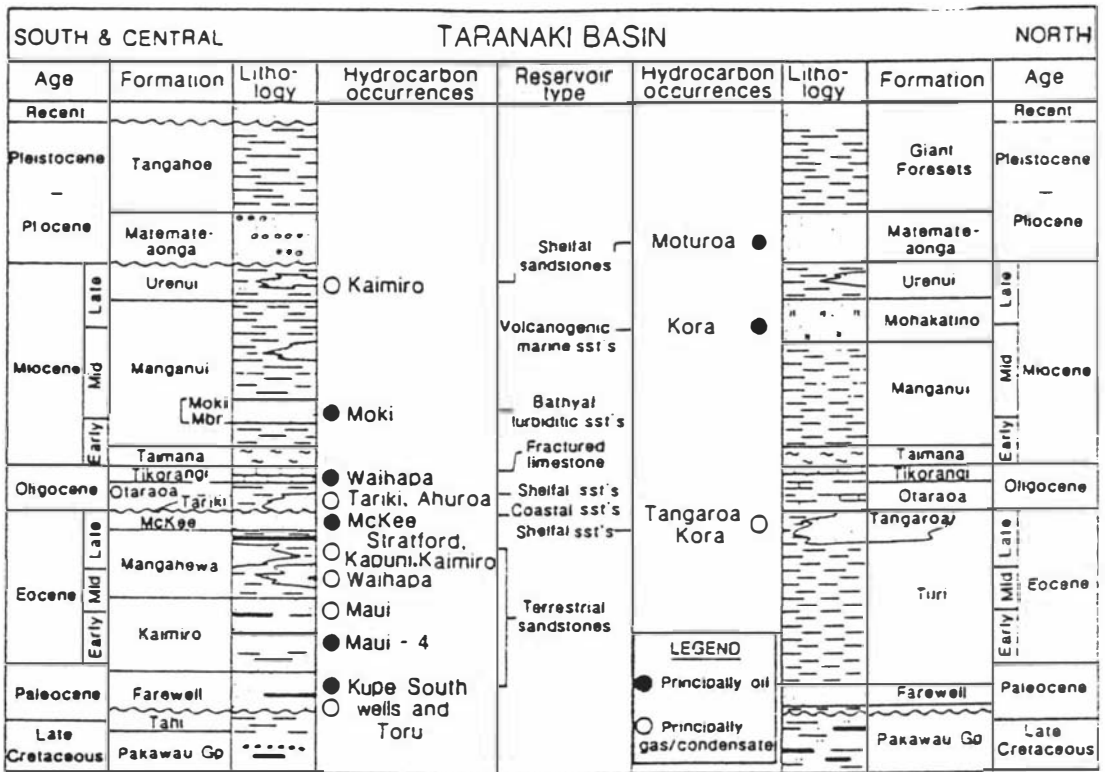 SOUTH & CENTRAL TARANAKI BASIN NORTH
Age Formation Litho-logy Hydrocarbon occurrences Reservoir type Hydrocarbon occurrences Litho-logy Formation Age
Recent
Pleistocene
–
Pliocene
Miocene
Late
Mid
Early
Oligocene
Eocene
Late
Mid
Early
Paleocene
Late
Cretaceous
Tangahoe
Matemate-
aonga
Urenui
Manganui
Moki
Mbr
Taimana
Tikorangi
Otaraoa
Tariki
McKee
Mangahewa
Kaimiro
Farewell
Tahi
Pakawau Gp
Kaimiro
Moki
Waihapa
Tariki, Ahuroa
McKee
Stratford,
Kapuni, Kaimiro
Waihapa
Maui
Maui - 4
Kupe South
wells and
Toru
Shelfal
sandstones
Volcanogenic
marine sst's
Bathyal
turbiditic sst's
Fractured
limestone
Shelfal sst's
Coastal sst's
Shelfal sst's
Terrestrial
sandstones
Moturoa
Kora
Tangaroa
Kora
LEGEND
Principally oil
Principally
gas/condensate
Giant
Foresets
Matemate-
aonga
Urenui
Mohakatino
Manganui
Taimana
Tikorangi
Otaraoa
Tangaroa
Turi
Farewell
Pakawau Gp
Recent
Pleistocene
–
Pliocene
Late
Mid
Early
Miocene
Oligocene
Late
Mid
Early
Eocene
Paleocene
Late
Cretaceous